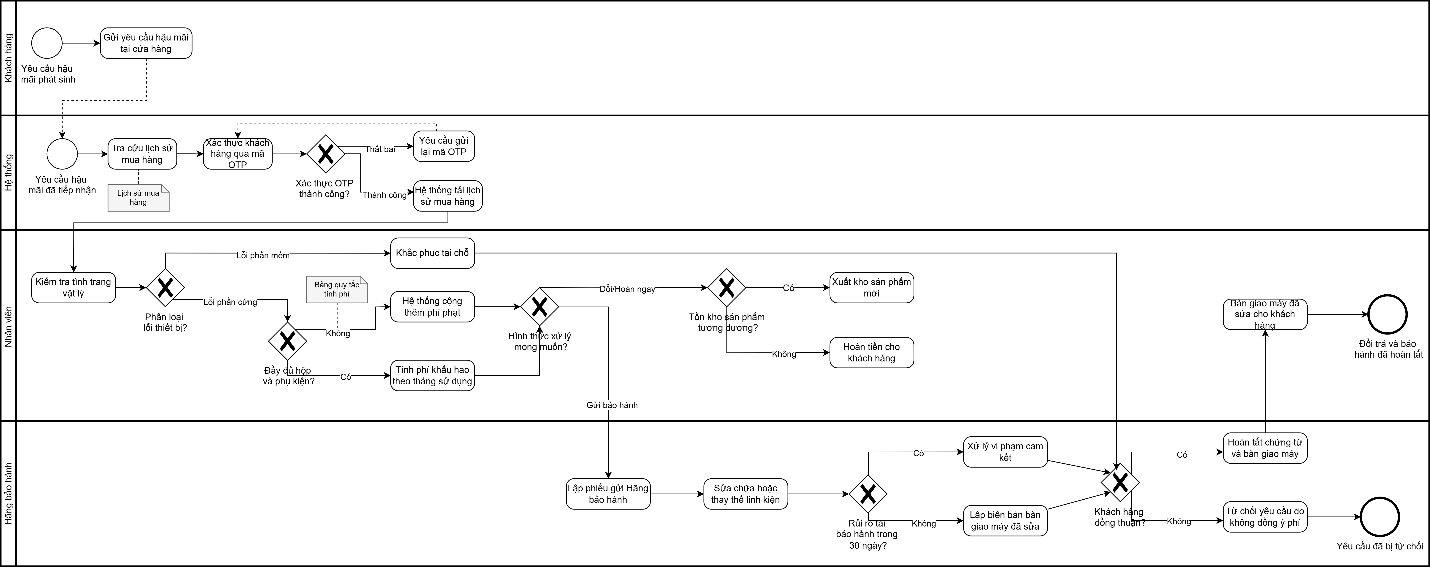 Khách hàng
Yêu cầu hậu
mãi phát sinh
Gửi yêu cầu hậu mãi
tại cửa hàng
Hệ thống
Yêu cầu hậu
mãi đã tiếp nhận
Tra cứu lịch sử
mua hàng
Lịch sử mua
hàng
Xác thực khách
hàng qua mã
OTP
Xác thực OTP
thành công?
Thất bại
Yêu cầu gửi
lại mã OTP
Thành công
Hệ thống tải lịch
sử mua hàng
Nhân viên
Kiểm tra tình trạng
vật lý
Phân loại
lỗi thiết bị?
Lỗi phần mềm
Khắc phục tại chỗ
Lỗi phần cứng
Đầy đủ hộp
và phụ kiện?
Bảng quy tắc
tính phí
Không
Hệ thống cộng
thêm phí phạt
Có
Tính phí khấu hao
theo tháng sử dụng
Hình thức xử lý
mong muốn?
Đổi/Hoàn ngay
Tồn kho sản phẩm
tương đương?
Có
Xuất kho sản phẩm
mới
Không
Hoàn tiền cho
khách hàng
Gửi bảo hành
Bàn giao máy đã
sửa cho khách
hàng
Đổi trả và bảo
hành đã hoàn tất
Hãng bảo hành
Lập phiếu gửi Hãng
bảo hành
Sửa chữa hoặc
thay thế linh kiện
Rủi ro tái
bảo hành trong
30 ngày?
Có
Xử lý vi phạm cam
kết
Không
Lập biên bản bàn
giao máy đã sửa
Khách hàng
đồng thuận?
Có
Hoàn tất chứng từ
và bàn giao máy
Không
Từ chối yêu cầu do
không đồng ý phí
Yêu cầu đã bị từ chối